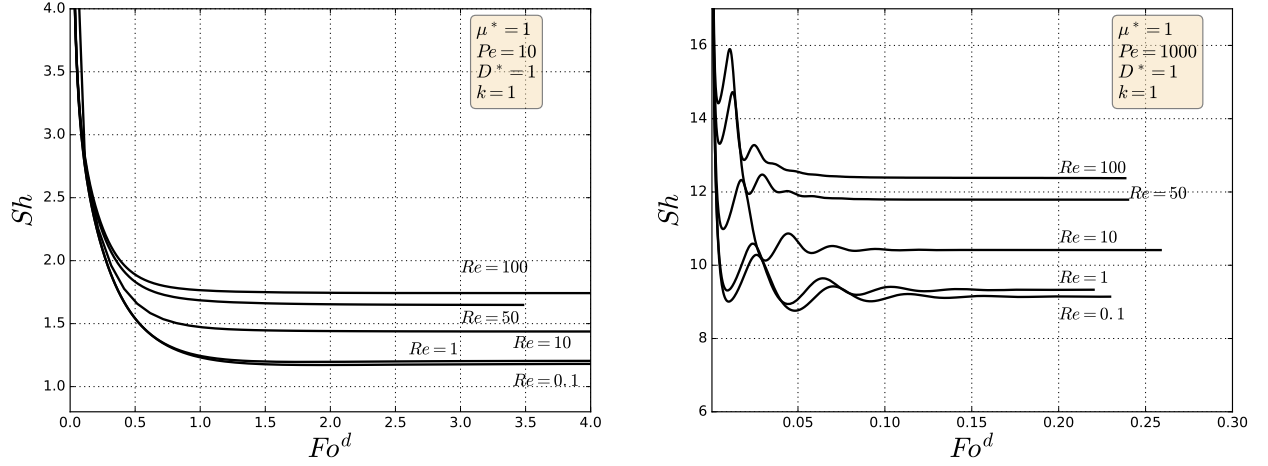 4.0
3.5
3.0
2.5
2.0
1.5
1.0
Sh
0.0 0.5 1.0 1.5 2.0 2.5 3.0 3.5 4.0
Fo^d
μ* = 1
Pe = 10
D* = 1
k = 1
Re = 100
Re = 50
Re = 10
Re = 1
Re = 0.1
16
14
12
10
8
6
Sh
0.05 0.10 0.15 0.20 0.25 0.30
Fo^d
μ* = 1
Pe = 1000
D* = 1
k = 1
Re = 100
Re = 50
Re = 10
Re = 1
Re = 0.1